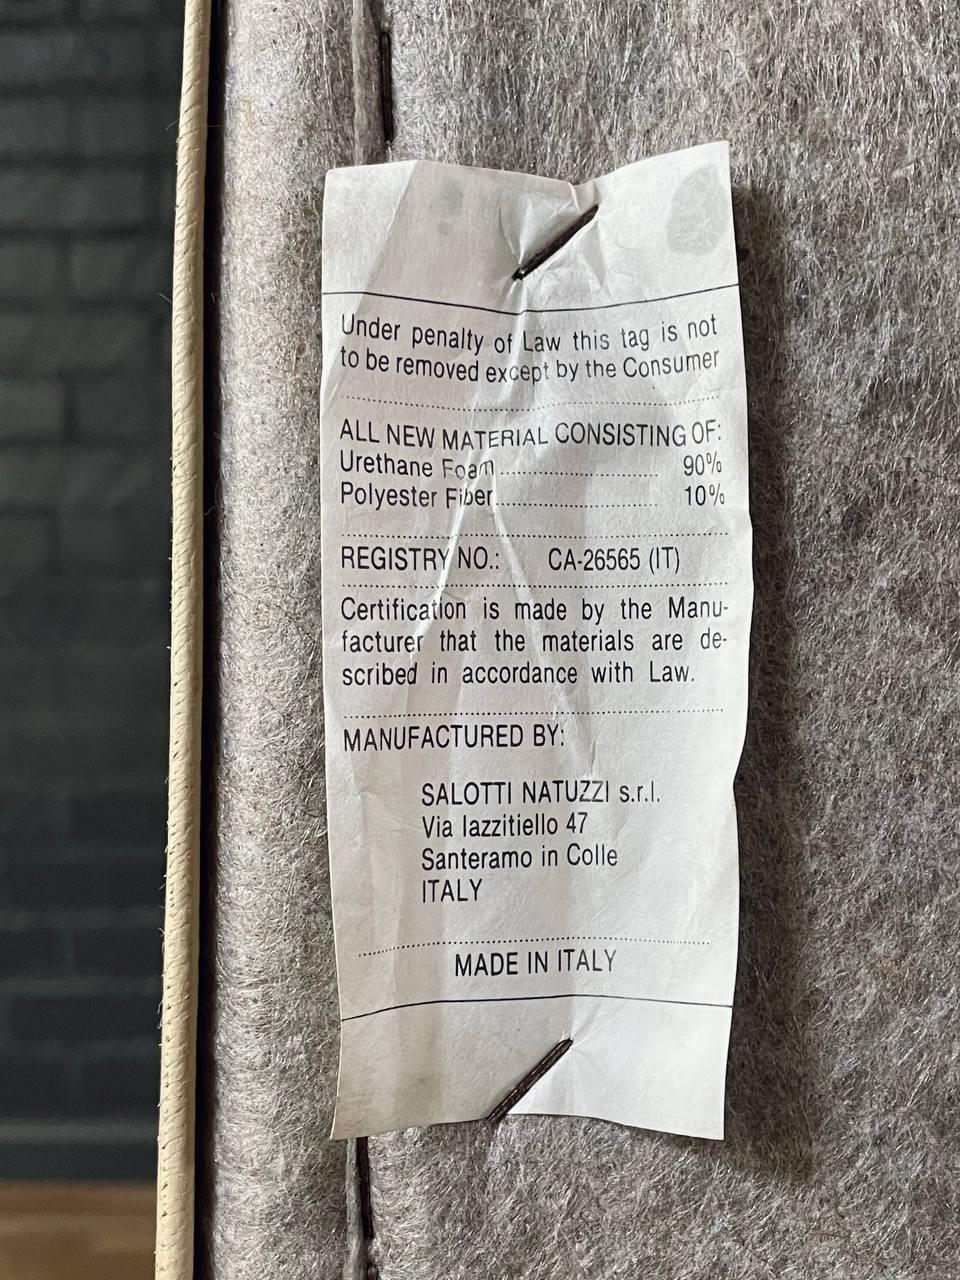 Under penalty of Law this tag is not
to be removed except by the Consumer
ALL NEW MATERIAL CONSISTING OF:
Urethane Foam.............................. 90%
Polyester Fiber.............................. 10%
REGISTRY NO.: CA-26565 (IT)
Certification is made by the Manu-
facturer that the materials are de-
scribed in accordance with Law.
MANUFACTURED BY:
SALOTTI NATUZZI s.r.l.
Via Iazzitiello 47
Santeramo in Colle
ITALY
MADE IN ITALY